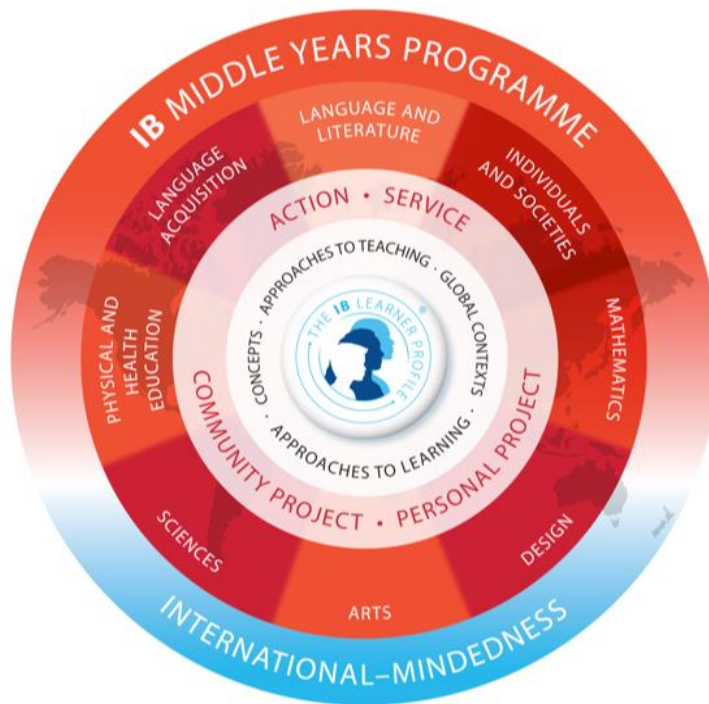 IB MIDDLE YEARS PROGRAMME
LANGUAGE AND
LITERATURE
INDIVIDUALS
AND SOCIETIES
MATHEMATICS
DESIGN
ARTS
SCIENCES
PHYSICAL AND
HEALTH
EDUCATION
LANGUAGE
ACQUISITION
ACTION • SERVICE
COMMUNITY PROJECT • PERSONAL PROJECT
CONCEPTS · APPROACHES TO TEACHING · GLOBAL CONTEXTS ·
· APPROACHES TO LEARNING ·
• THE IB LEARNER PROFILE •
®
INTERNATIONAL–MINDEDNESS